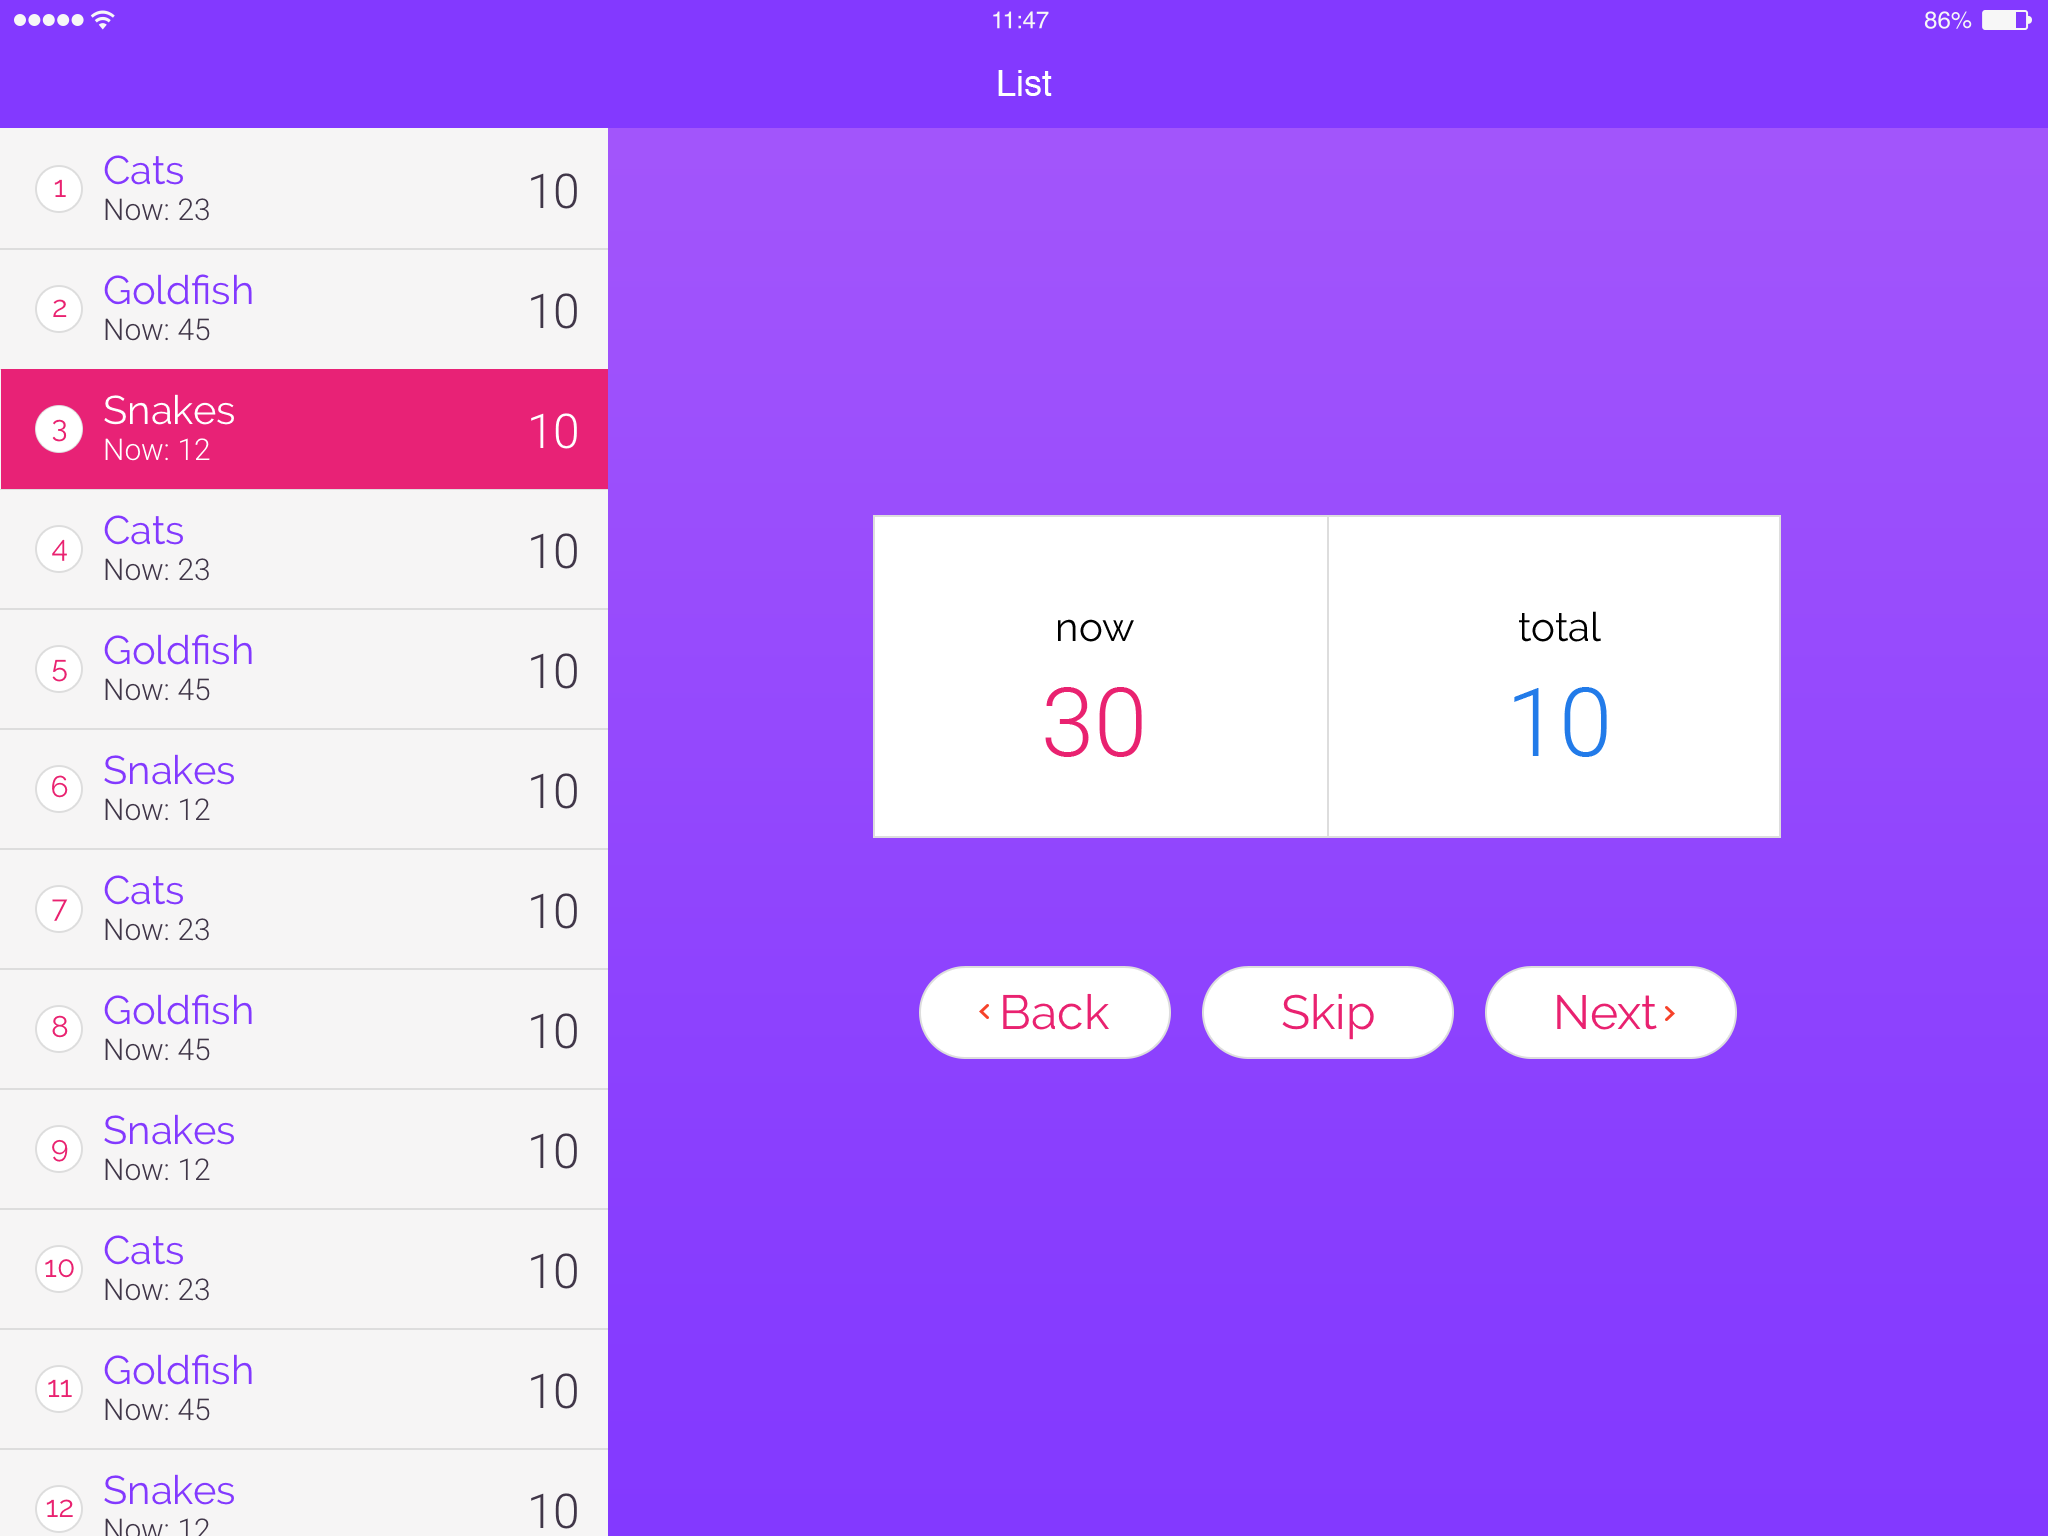 11:47
86%
List
1 Cats 10
Now: 23
2 Goldfish 10
Now: 45
3 Snakes 10
Now: 12
4 Cats 10
Now: 23
5 Goldfish 10
Now: 45
6 Snakes 10
Now: 12
7 Cats 10
Now: 23
8 Goldfish 10
Now: 45
9 Snakes 10
Now: 12
10 Cats 10
Now: 23
11 Goldfish 10
Now: 45
12 Snakes 10
Now: 12
now total
30 10
‹ Back Skip Next ›